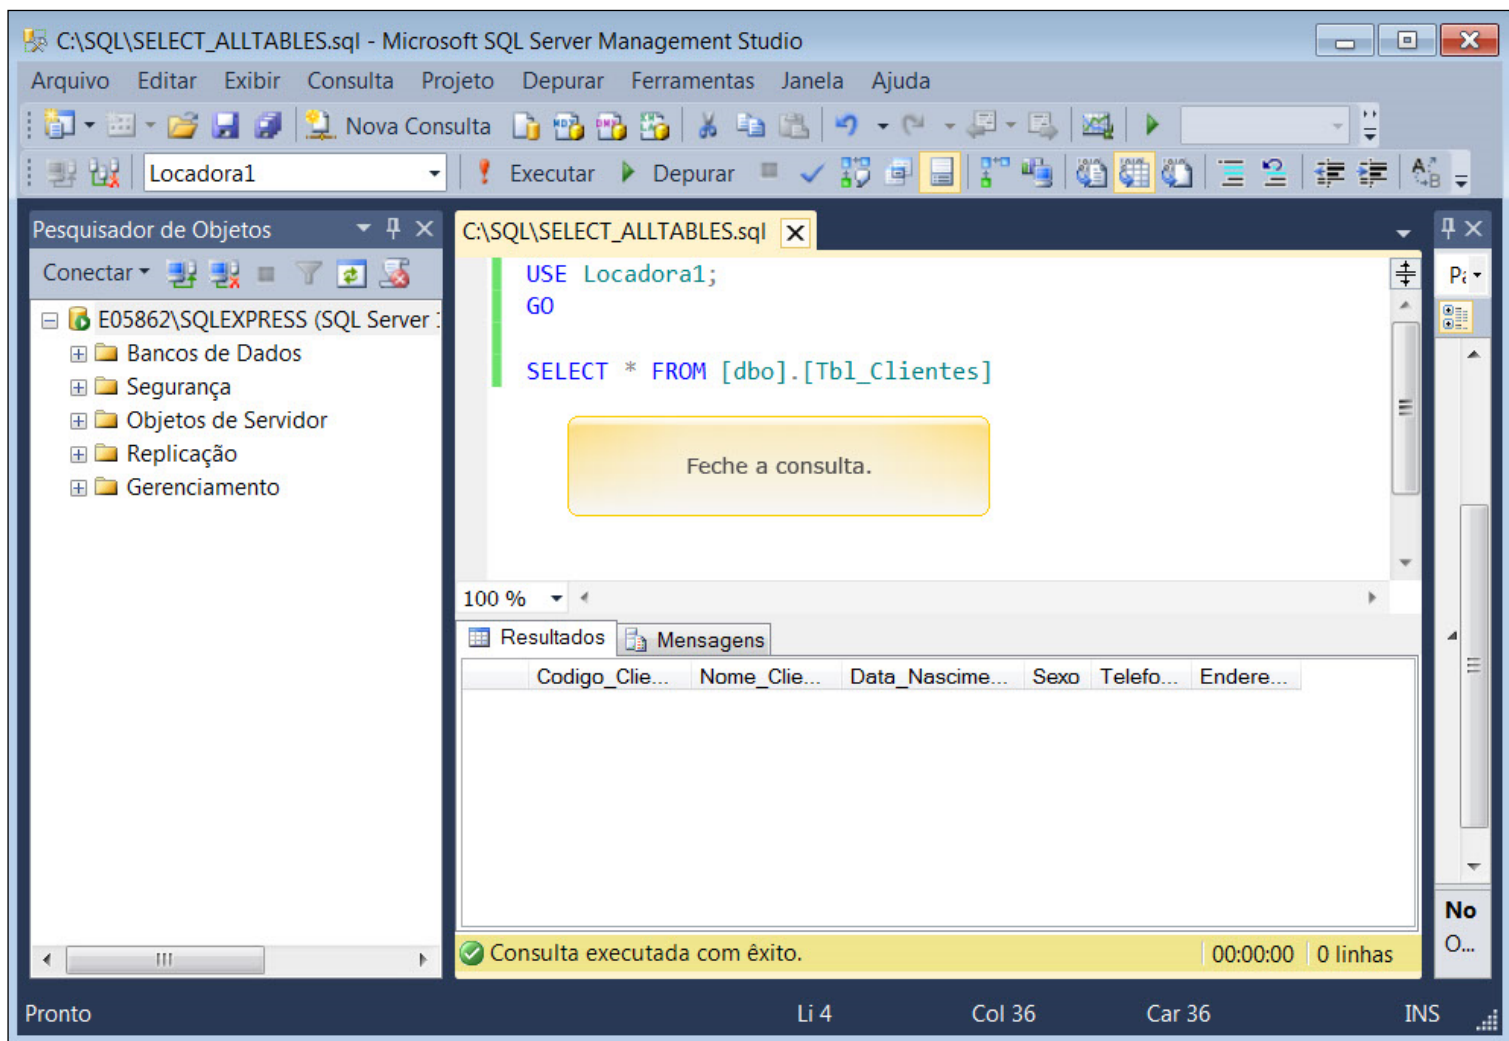 C:\SQL\SELECT_ALLTABLES.sql - Microsoft SQL Server Management Studio
Arquivo Editar Exibir Consulta Projeto Depurar Ferramentas Janela Ajuda
Nova Consulta
Locadora1 Executar Depurar
Pesquisador de Objetos
Conectar
E05862\SQLEXPRESS (SQL Server
Bancos de Dados
Segurança
Objetos de Servidor
Replicação
Gerenciamento
C:\SQL\SELECT_ALLTABLES.sql
USE Locadora1;
GO
SELECT * FROM [dbo].[Tbl_Clientes]
Feche a consulta.
100 %
Resultados Mensagens
Codigo_Clie... Nome_Clie... Data_Nascime... Sexo Telefo... Endere...
Consulta executada com êxito. 00:00:00 0 linhas
No
O...
Pronto Li 4 Col 36 Car 36 INS